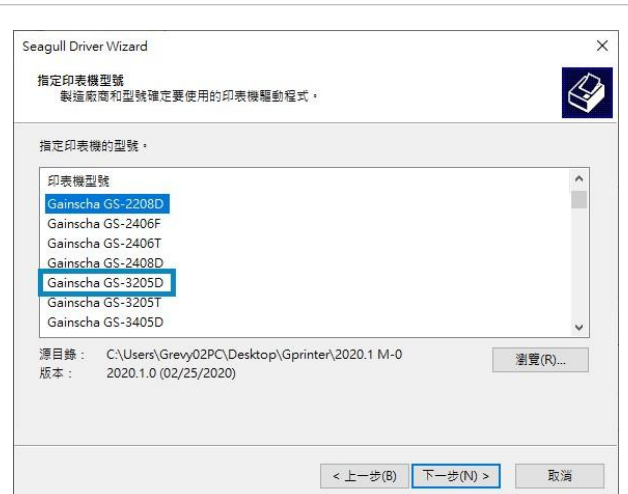 Seagull Driver Wizard
指定印表機型號
製造廠商和型號確定要使用的印表機驅動程式。
指定印表機的型號。
印表機型號
Gainscha GS-2208D
Gainscha GS-2406F
Gainscha GS-2406T
Gainscha GS-2408D
Gainscha GS-3205D
Gainscha GS-3205T
Gainscha GS-3405D
源目錄： C:\Users\Grevy02PC\Desktop\Gprinter\2020.1 M-0
瀏覽(R)...
版本： 2020.1.0 (02/25/2020)
< 上一步(B) 下一步(N) > 取消